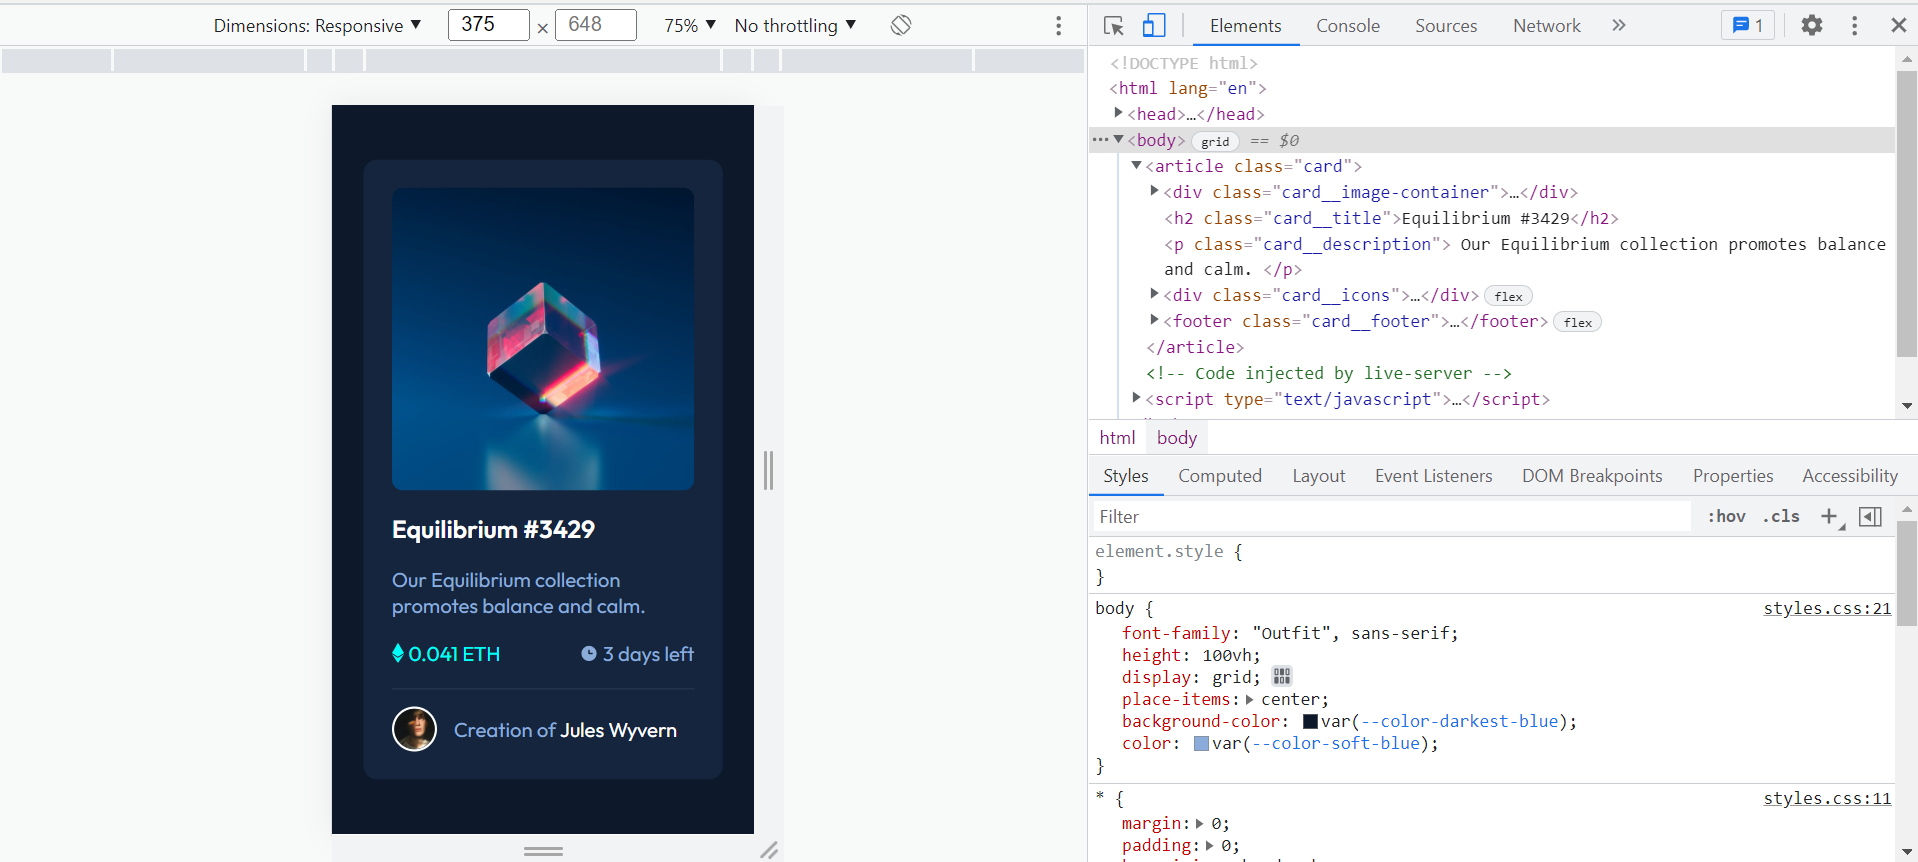 Dimensions: Responsive ▼ 375 × 648 75% ▼ No throttling ▼
Elements Console Sources Network » 1
<!DOCTYPE html>
<html lang="en">
<head>…</head>
<body> grid == $0
<article class="card">
<div class="card__image-container">…</div>
<h2 class="card__title">Equilibrium #3429</h2>
<p class="card__description"> Our Equilibrium collection promotes balance
and calm. </p>
<div class="card__icons">…</div> flex
<footer class="card__footer">…</footer> flex
</article>
<!-- Code injected by live-server -->
<script type="text/javascript">…</script>
html body
Styles Computed Layout Event Listeners DOM Breakpoints Properties Accessibility
Filter :hov .cls +
element.style {
}
body { styles.css:21
font-family: "Outfit", sans-serif;
height: 100vh;
display: grid;
place-items: center;
background-color: var(--color-darkest-blue);
color: var(--color-soft-blue);
}
* { styles.css:11
margin: 0;
padding: 0;
Equilibrium #3429
Our Equilibrium collection
promotes balance and calm.
0.041 ETH 3 days left
Creation of Jules Wyvern